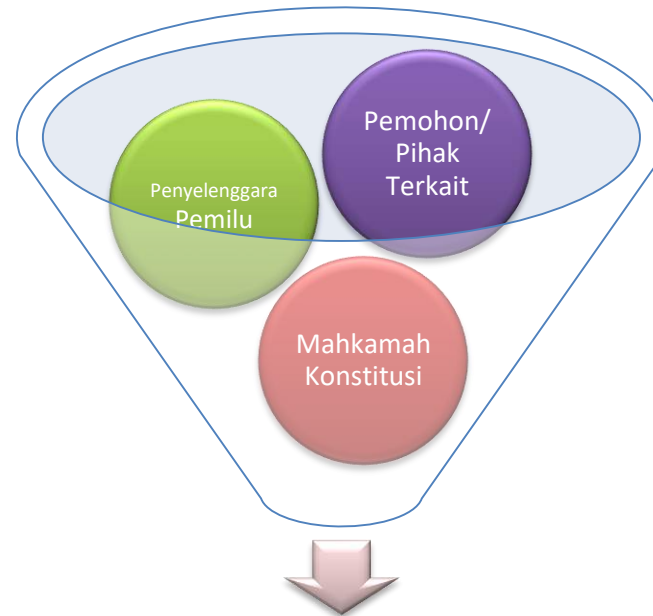 Pemohon/
Pihak
Terkait
Penyelenggara
Pemilu
Mahkamah
Konstitusi